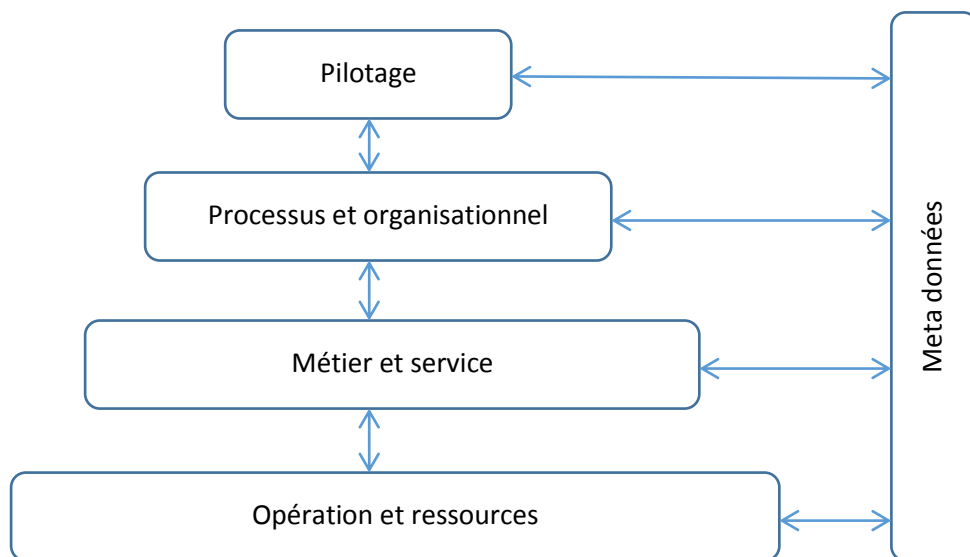 Pilotage
Processus et organisationnel
Métier et service
Opération et ressources
Meta données